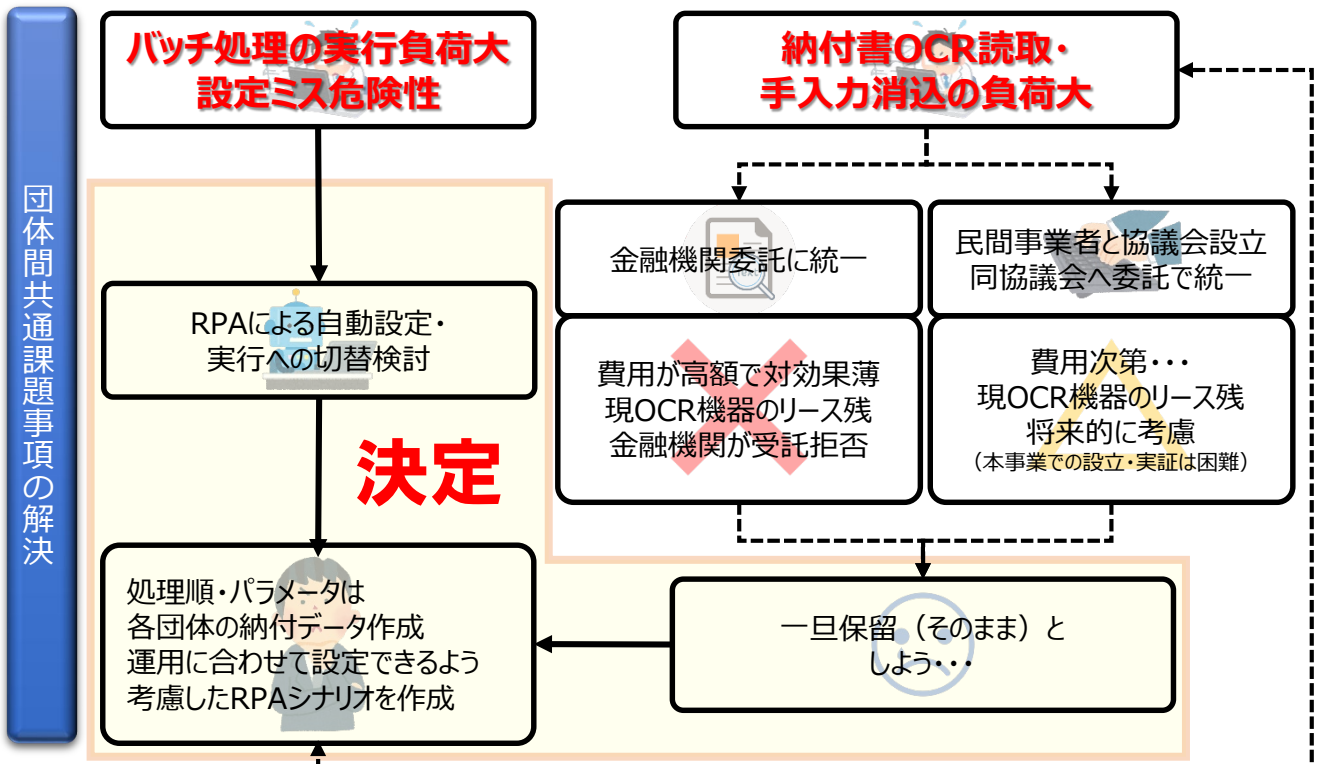 団体間共通課題事項の解決
バッチ処理の実行負荷大
設定ミス危険性
納付書OCR読取・
手入力消込の負荷大
RPAによる自動設定・
実行への切替検討
金融機関委託に統一
民間事業者と協議会設立
同協議会へ委託で統一
費用が高額で対効果薄
現OCR機器のリース残
金融機関が受託拒否
費用次第・・・
現OCR機器のリース残
将来的に考慮
（本事業での設立・実証は困難）
決定
処理順・パラメータは
各団体の納付データ作成
運用に合わせて設定できるよう
考慮したRPAシナリオを作成
一旦保留（そのまま）と
しよう・・・